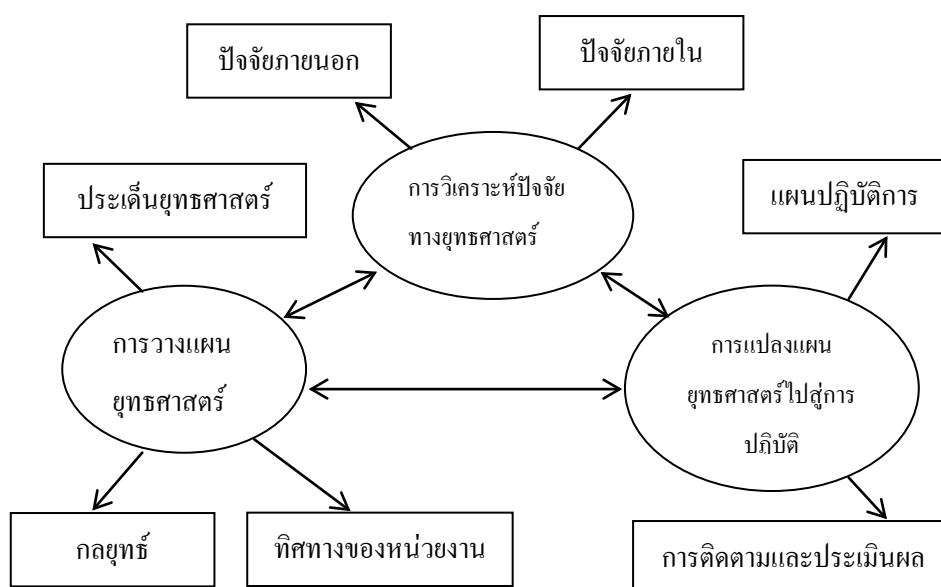 ปัจจัยภายนอก
ปัจจัยภายใน
การวิเคราะห์ปัจจัย
ทางยุทธศาสตร์
ประเด็นยุทธศาสตร์
แผนปฏิบัติการ
การวางแผน
ยุทธศาสตร์
การแปลงแผน
ยุทธศาสตร์ไปสู่การ
ปฏิบัติ
กลยุทธ์
ทิศทางของหน่วยงาน
การติดตามและประเมินผล